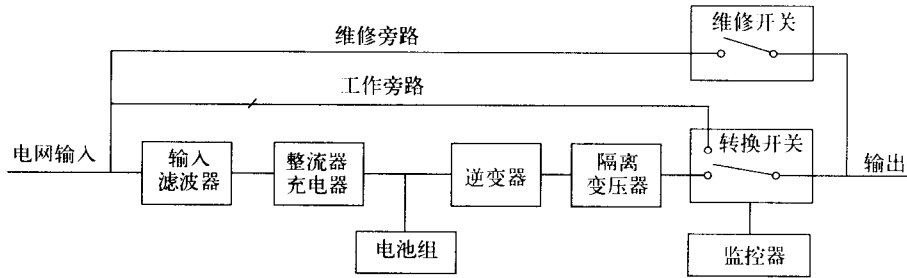 维修旁路
维修开关
工作旁路
电网输入
输入
滤波器
整流器
充电器
逆变器
隔离
变压器
转换开关
输出
电池组
监控器